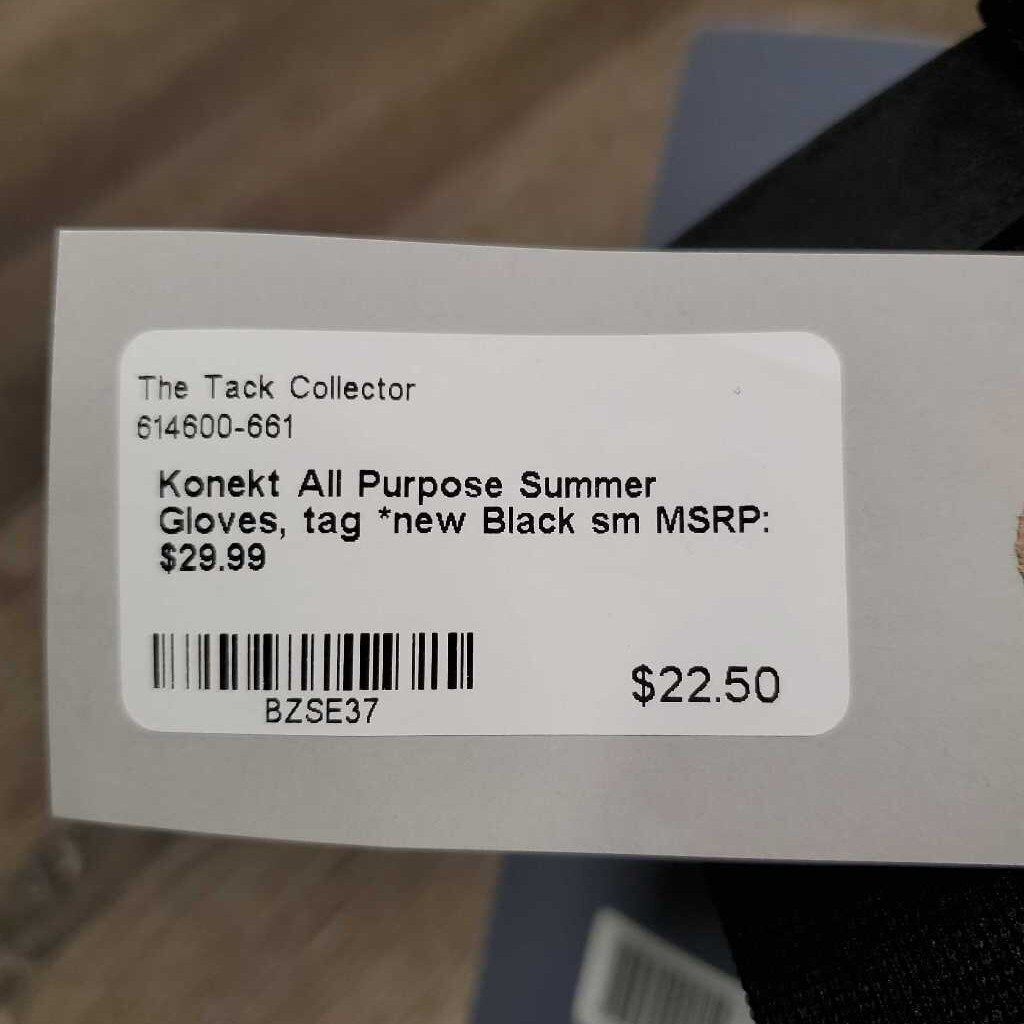 The Tack Collector
614600-661
Konekt All Purpose Summer
Gloves, tag *new Black sm MSRP:
$29.99
BZSE37
$22.50